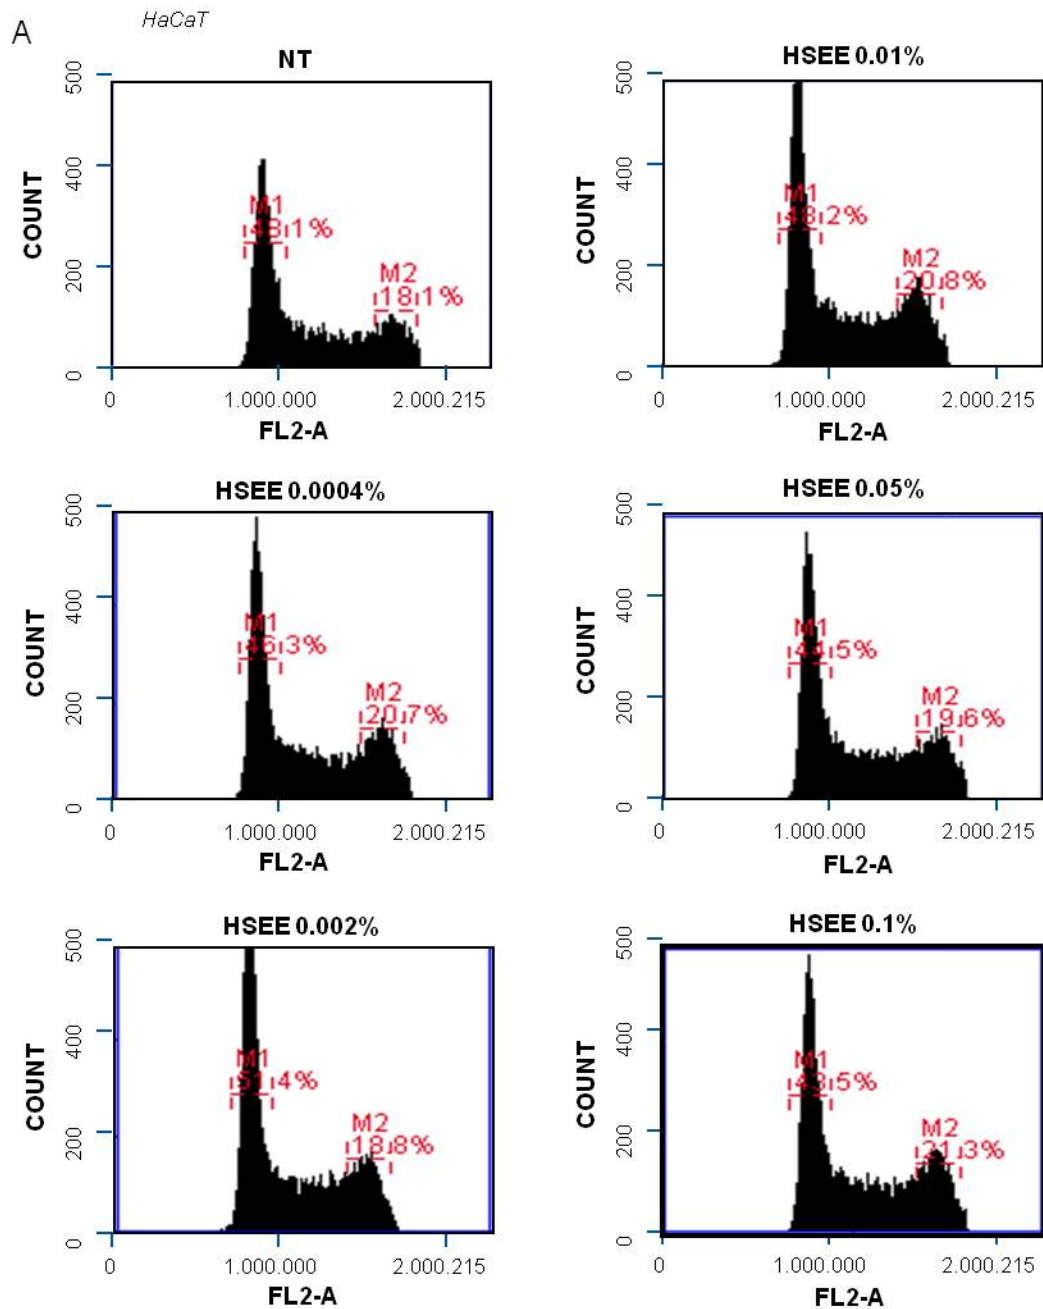 A
HaCaT
NT
500
400
200
0
COUNT
M1
48.1%
M2
18.1%
0
1.000.000
2.000.215
FL2-A
HSEE 0.01%
500
400
200
0
COUNT
M1
48.2%
M2
20.8%
0
1.000.000
2.000.215
FL2-A
HSEE 0.0004%
500
400
200
0
COUNT
M1
46.3%
M2
20.7%
0
1.000.000
2.000.215
FL2-A
HSEE 0.05%
500
400
200
0
COUNT
M1
44.5%
M2
19.6%
0
1.000.000
2.000.215
FL2-A
HSEE 0.002%
500
400
200
0
COUNT
M1
51.4%
M2
18.8%
0
1.000.000
2.000.215
FL2-A
HSEE 0.1%
500
400
200
0
COUNT
M1
43.5%
M2
21.3%
0
1.000.000
2.000.215
FL2-A